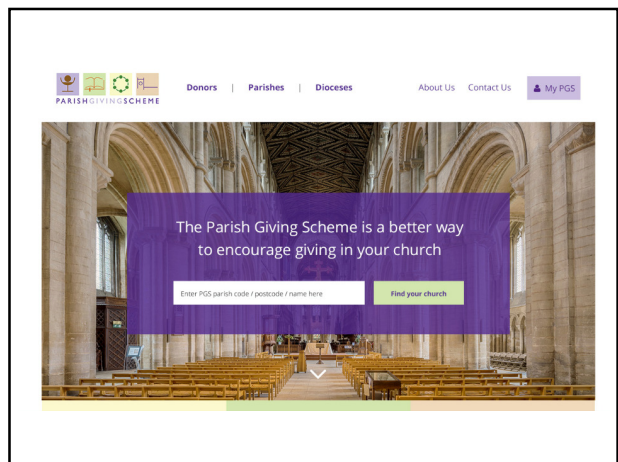 Donors | Parishes | Dioceses About Us Contact Us My PGS
PARISHGIVINGSCHEME
The Parish Giving Scheme is a better way
to encourage giving in your church
Enter PGS parish code / postcode / name here Find your church